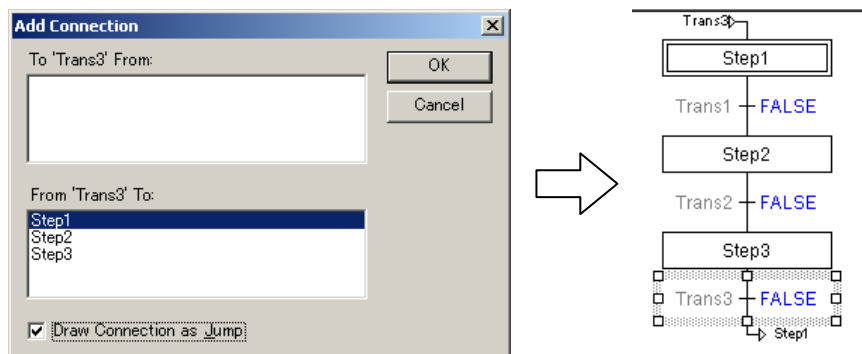 Add Connection
To 'Trans3' From:
OK
Cancel
From 'Trans3' To:
Step1
Step2
Step3
Draw Connection as Jump
Trans3
Step1
Trans1 FALSE
Step2
Trans2 FALSE
Step3
Trans3 FALSE
Step1